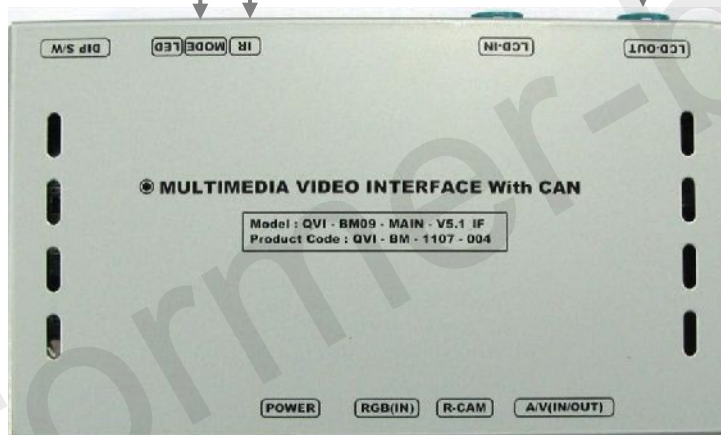 DIP S/W LED MODE IR LCD-IN LCD-OUT
MULTIMEDIA VIDEO INTERFACE With CAN
Model : QVI - BM09 - MAIN - V5.1 IF
Product Code : QVI - BM - 1107 - 004
POWER RGB(IN) R-CAM A/V(IN/OUT)